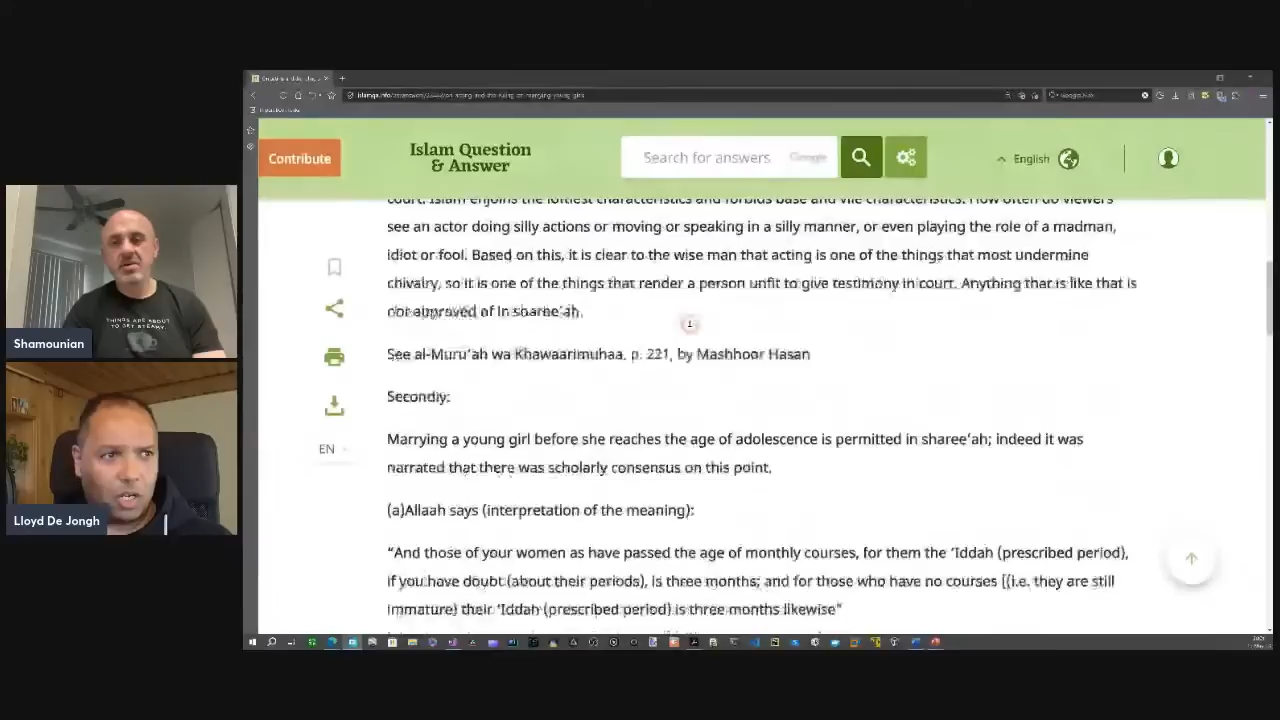 Contribute
Islam Question
& Answer
Search for answers
Google
English
court. Islam enjoins the loftiest characteristics and forbids base and vile characteristics. How often do viewers
see an actor doing silly actions or moving or speaking in a silly manner, or even playing the role of a madman,
idiot or fool. Based on this, it is clear to the wise man that acting is one of the things that most undermine
chivalry, so it is one of the things that render a person unfit to give testimony in court. Anything that is like that is
not approved of in sharee'ah.
See al-Muru'ah wa Khawaarimuhaa, p. 221, by Mashhoor Hasan
Secondly:
EN
Marrying a young girl before she reaches the age of adolescence is permitted in sharee'ah; indeed it was
narrated that there was scholarly consensus on this point.
(a)Allaah says (interpretation of the meaning):
"And those of your women as have passed the age of monthly courses, for them the 'Iddah (prescribed period),
if you have doubt (about their periods), is three months; and for those who have no courses [(i.e. they are still
immature) their 'Iddah (prescribed period) is three months likewise"
THINGS ARE ABOUT
TO GET STEAMY.
Shamounian
Lloyd De Jongh